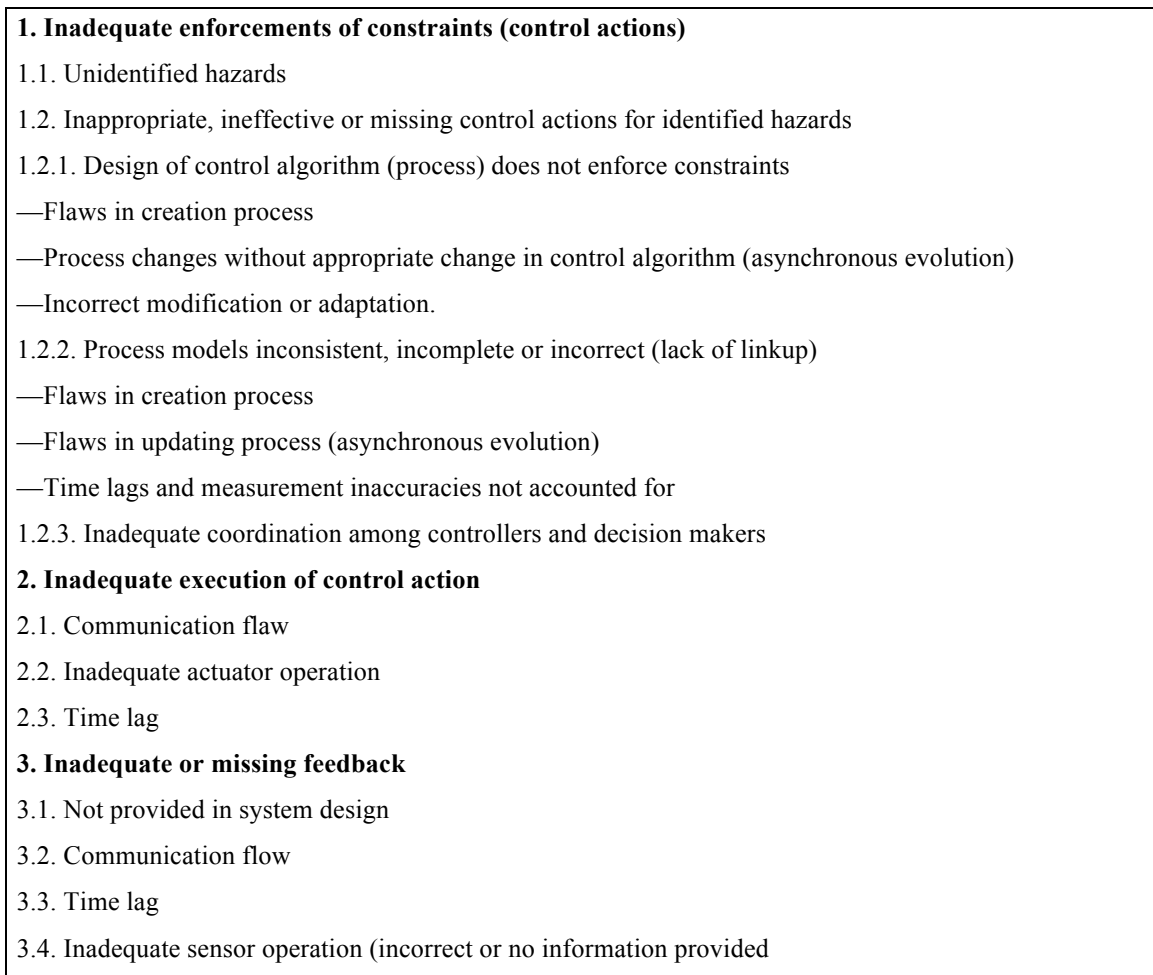 1. Inadequate enforcements of constraints (control actions)
1.1. Unidentified hazards
1.2. Inappropriate, ineffective or missing control actions for identified hazards
1.2.1. Design of control algorithm (process) does not enforce constraints
—Flaws in creation process
—Process changes without appropriate change in control algorithm (asynchronous evolution)
—Incorrect modification or adaptation.
1.2.2. Process models inconsistent, incomplete or incorrect (lack of linkup)
—Flaws in creation process
—Flaws in updating process (asynchronous evolution)
—Time lags and measurement inaccuracies not accounted for
1.2.3. Inadequate coordination among controllers and decision makers
2. Inadequate execution of control action
2.1. Communication flaw
2.2. Inadequate actuator operation
2.3. Time lag
3. Inadequate or missing feedback
3.1. Not provided in system design
3.2. Communication flow
3.3. Time lag
3.4. Inadequate sensor operation (incorrect or no information provided